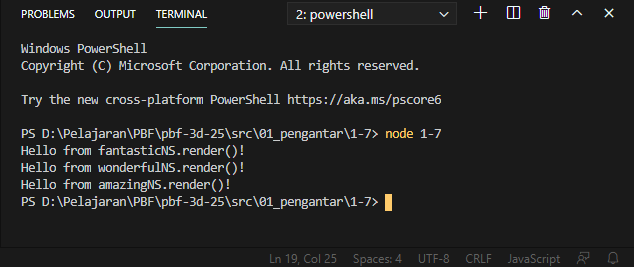 PROBLEMS OUTPUT TERMINAL 2: powershell
Windows PowerShell
Copyright (C) Microsoft Corporation. All rights reserved.
Try the new cross-platform PowerShell https://aka.ms/pscore6
PS D:\Pelajaran\PBF\pbf-3d-25\src\01_pengantar\1-7> node 1-7
Hello from fantasticNS.render()!
Hello from wonderfulNS.render()!
Hello from amazingNS.render()!
PS D:\Pelajaran\PBF\pbf-3d-25\src\01_pengantar\1-7>
Ln 19, Col 25 Spaces: 4 UTF-8 CRLF JavaScript